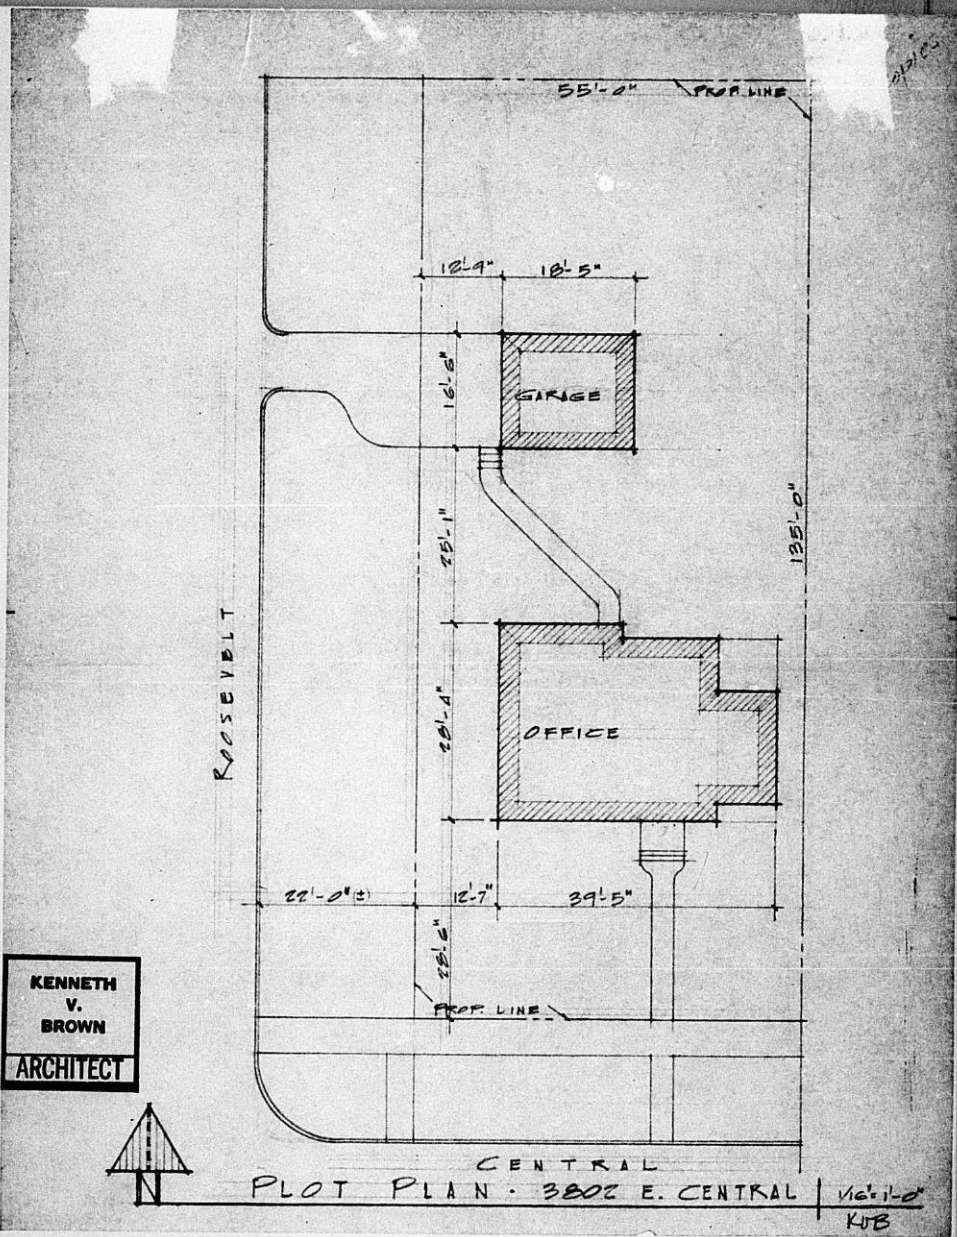 55'-0"
PROP. LINE
12'-9"
18'-5"
16'-6"
GARAGE
25'-1"
135'-0"
ROOSEVELT
28'-4"
OFFICE
22'-0"(±)
12'-7"
39'-5"
28'-6"
PROP. LINE
KENNETH
V.
BROWN
ARCHITECT
N
CENTRAL
PLOT PLAN · 3802 E. CENTRAL
1/16"=1'-0"
KVB